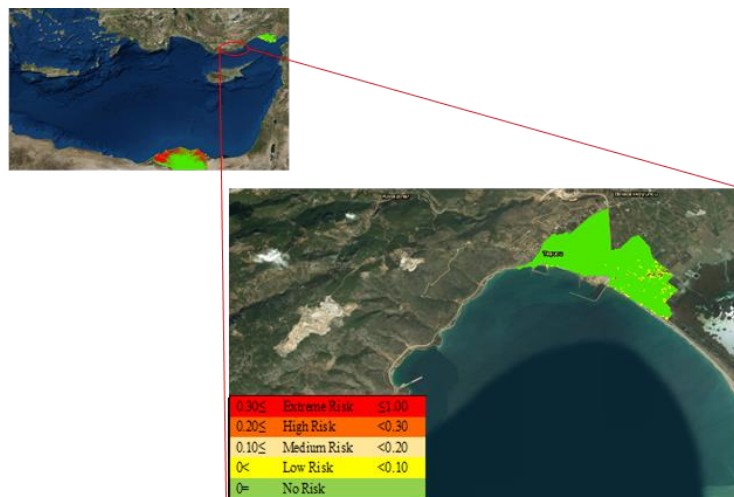 Taşucu
0.30≤ Extreme Risk ≤1.00
0.20≤ High Risk <0.30
0.10≤ Medium Risk <0.20
0< Low Risk <0.10
0= No Risk